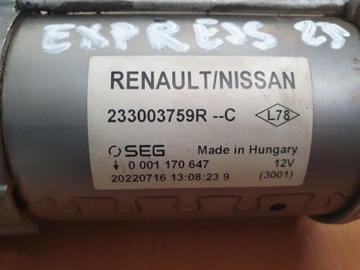 EXPRESS 25
RENAULT/NISSAN
233003759R --C L78
SEG Made in Hungary
0 001 170 647 12V
20220716 13:08:23 9 (3001)